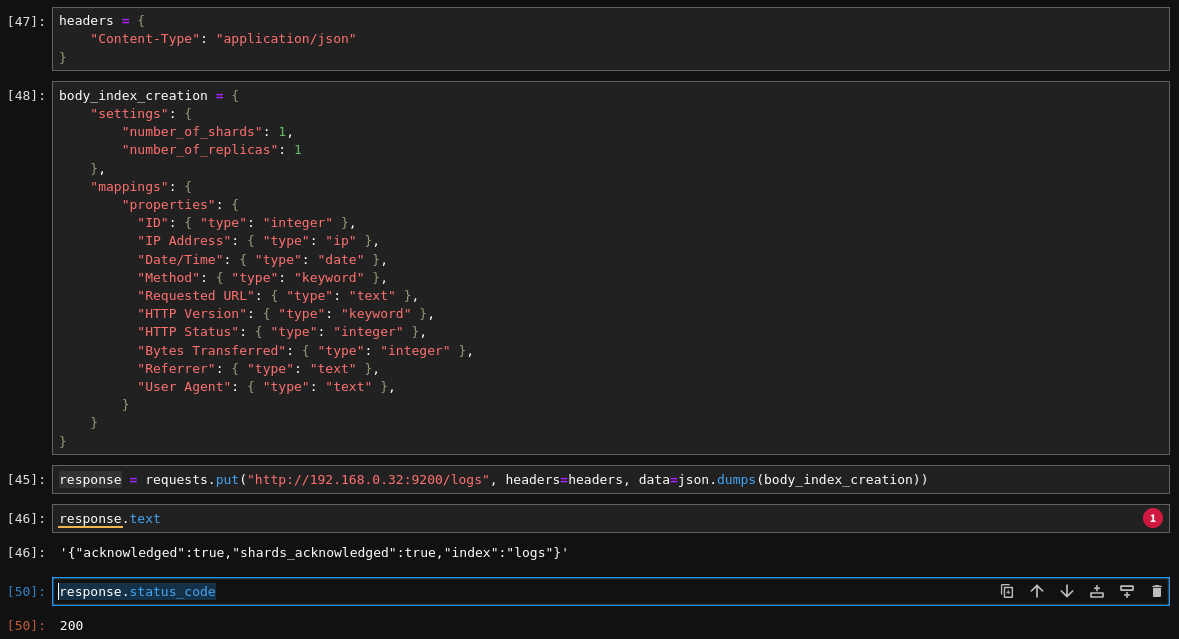 [47]: headers = {
    "Content-Type": "application/json"
}
[48]: body_index_creation = {
    "settings": {
        "number_of_shards": 1,
        "number_of_replicas": 1
    },
    "mappings": {
        "properties": {
          "ID": { "type": "integer" },
          "IP Address": { "type": "ip" },
          "Date/Time": { "type": "date" },
          "Method": { "type": "keyword" },
          "Requested URL": { "type": "text" },
          "HTTP Version": { "type": "keyword" },
          "HTTP Status": { "type": "integer" },
          "Bytes Transferred": { "type": "integer" },
          "Referrer": { "type": "text" },
          "User Agent": { "type": "text" },
        }
    }
}
[45]: response = requests.put("http://192.168.0.32:9200/logs", headers=headers, data=json.dumps(body_index_creation))
[46]: response.text 1
[46]: '{"acknowledged":true,"shards_acknowledged":true,"index":"logs"}'
[50]: response.status_code
[50]: 200